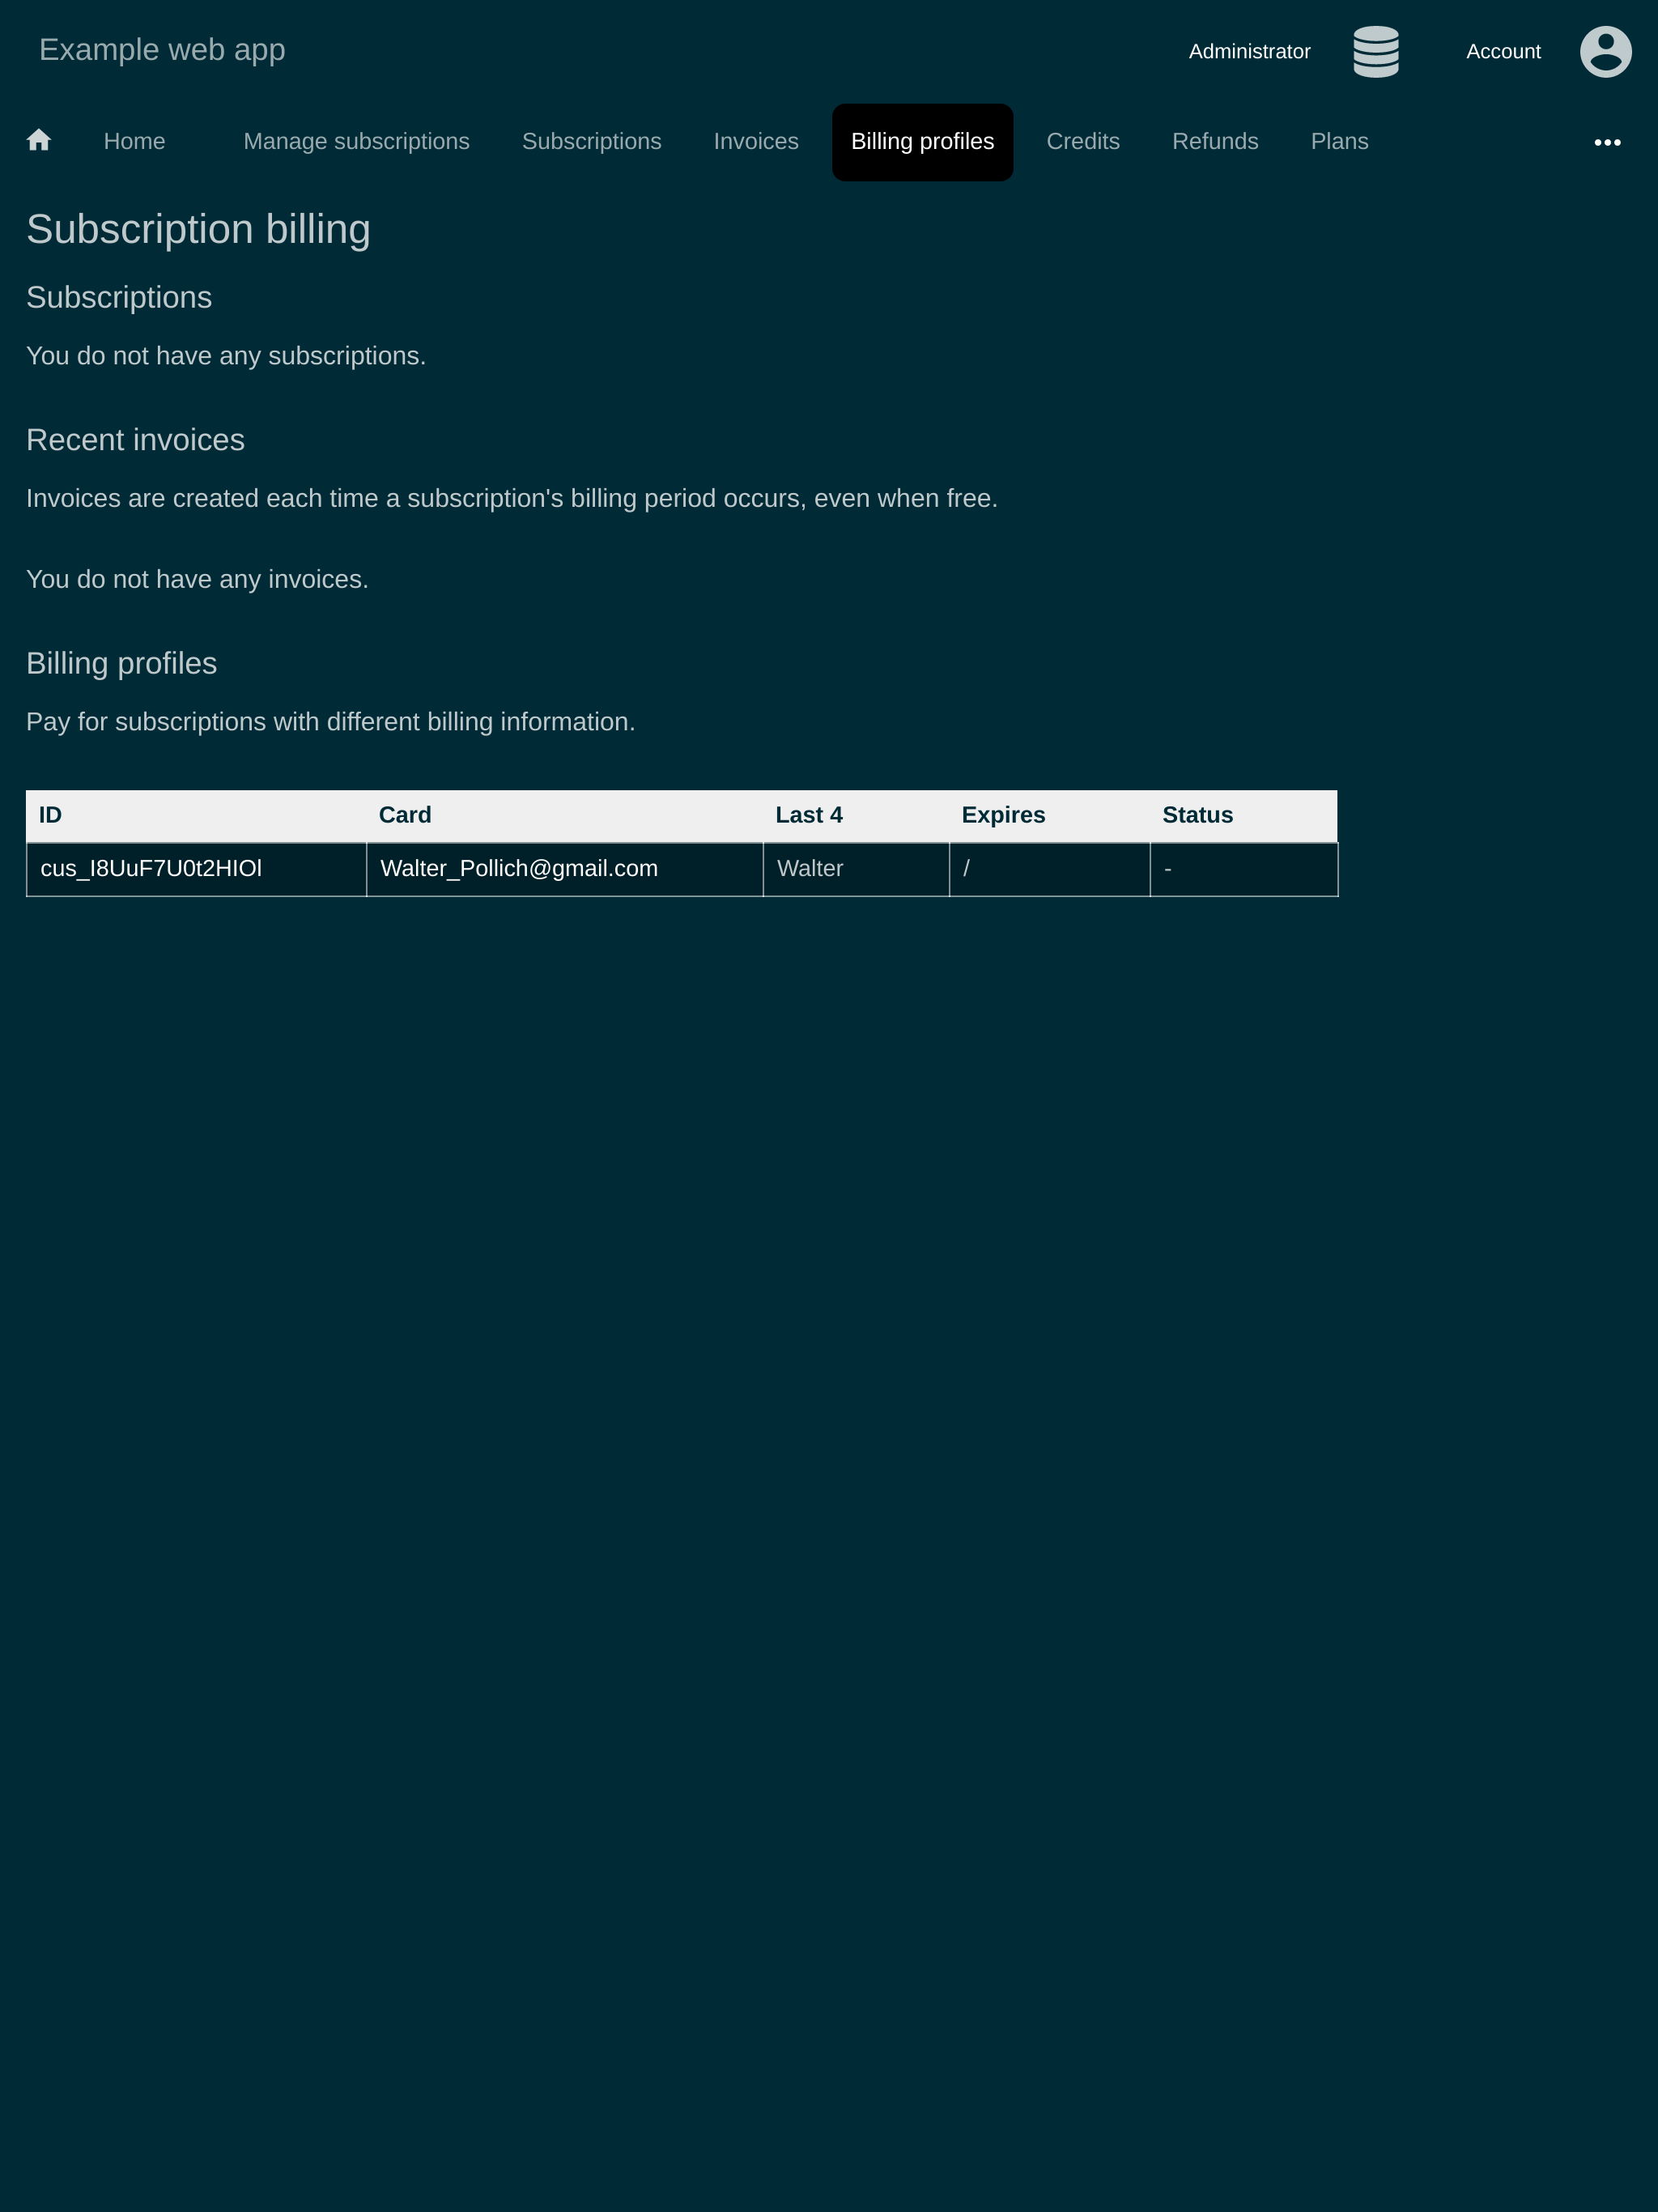 Example web app
Administrator Account
Home Manage subscriptions Subscriptions Invoices Billing profiles Credits Refunds Plans
Subscription billing
Subscriptions
You do not have any subscriptions.
Recent invoices
Invoices are created each time a subscription's billing period occurs, even when free.
You do not have any invoices.
Billing profiles
Pay for subscriptions with different billing information.
ID Card Last 4 Expires Status
cus_I8UuF7U0t2HIOl Walter_Pollich@gmail.com Walter / -